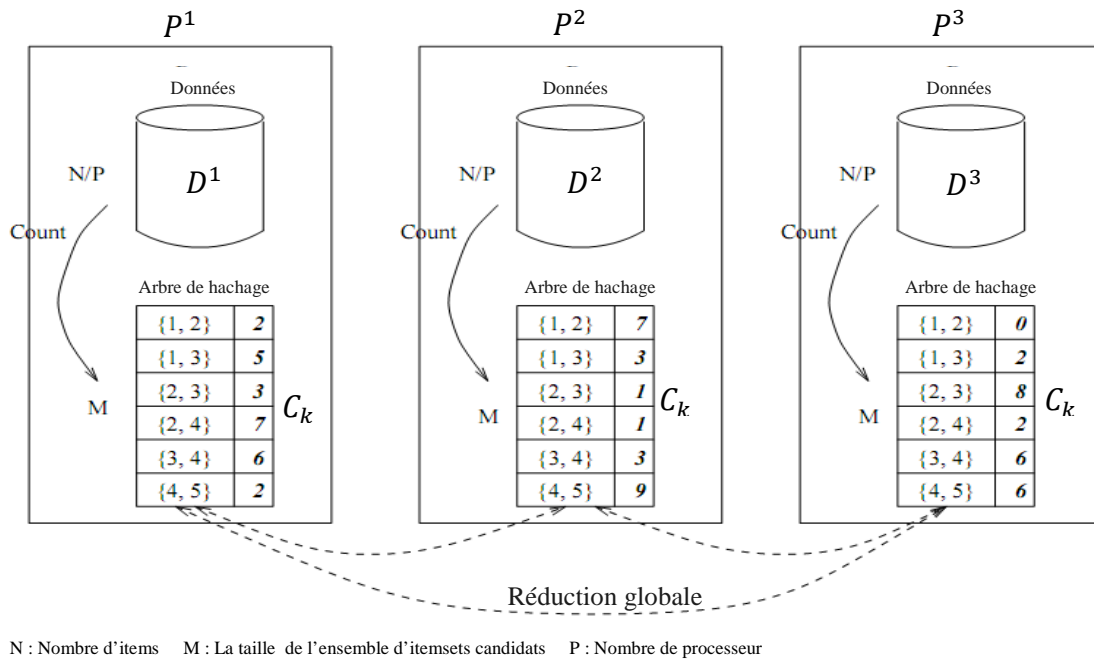 P¹ P² P³
Données Données Données
N/P D¹ N/P D² N/P D³
Count Count Count
Arbre de hachage Arbre de hachage Arbre de hachage
{1, 2} 2 {1, 2} 7 {1, 2} 0
{1, 3} 5 {1, 3} 3 {1, 3} 2
{2, 3} 3 {2, 3} 1 {2, 3} 8
M Cₖ M Cₖ M Cₖ
{2, 4} 7 {2, 4} 1 {2, 4} 2
{3, 4} 6 {3, 4} 3 {3, 4} 6
{4, 5} 2 {4, 5} 9 {4, 5} 6
Réduction globale
N : Nombre d’items M : La taille de l’ensemble d’itemsets candidats P : Nombre de processeur